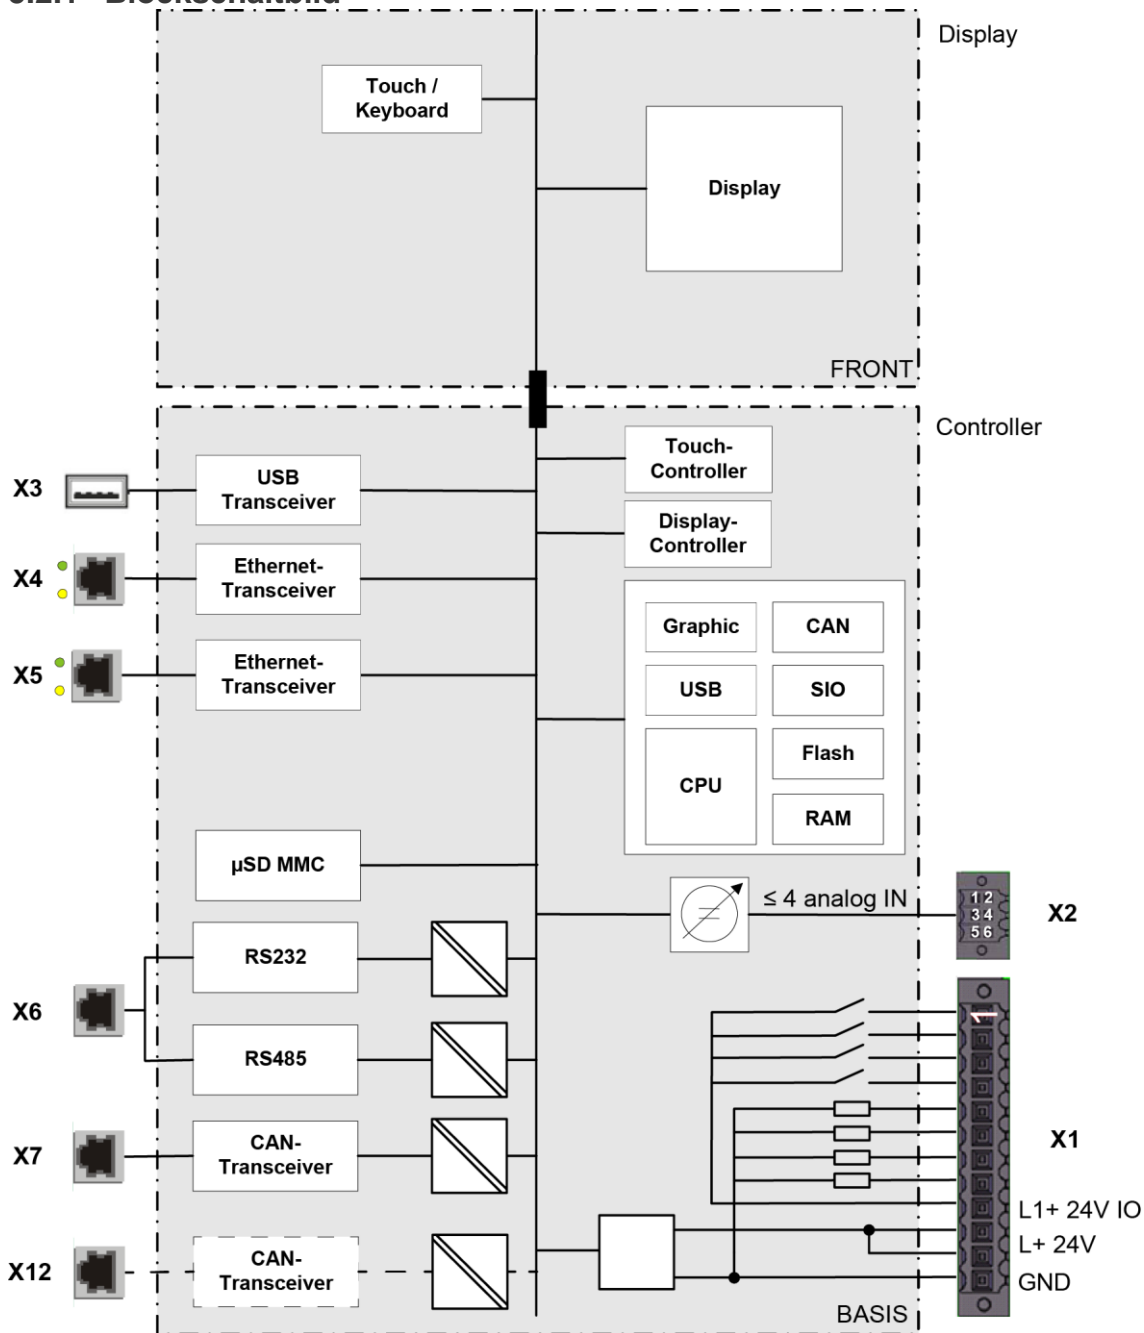 Blockschaltbild
Display
Touch /
Keyboard
Display
FRONT
Controller
Touch-
Controller
X3
USB
Transceiver
Display-
Controller
X4
Ethernet-
Transceiver
Graphic
CAN
X5
Ethernet-
Transceiver
USB
SIO
Flash
CPU
RAM
µSD MMC
≤ 4 analog IN
1 2
3 4
5 6
X2
RS232
X6
1
RS485
X7
CAN-
Transceiver
X1
L1+ 24V IO
L+ 24V
X12
CAN-
Transceiver
GND
BASIS